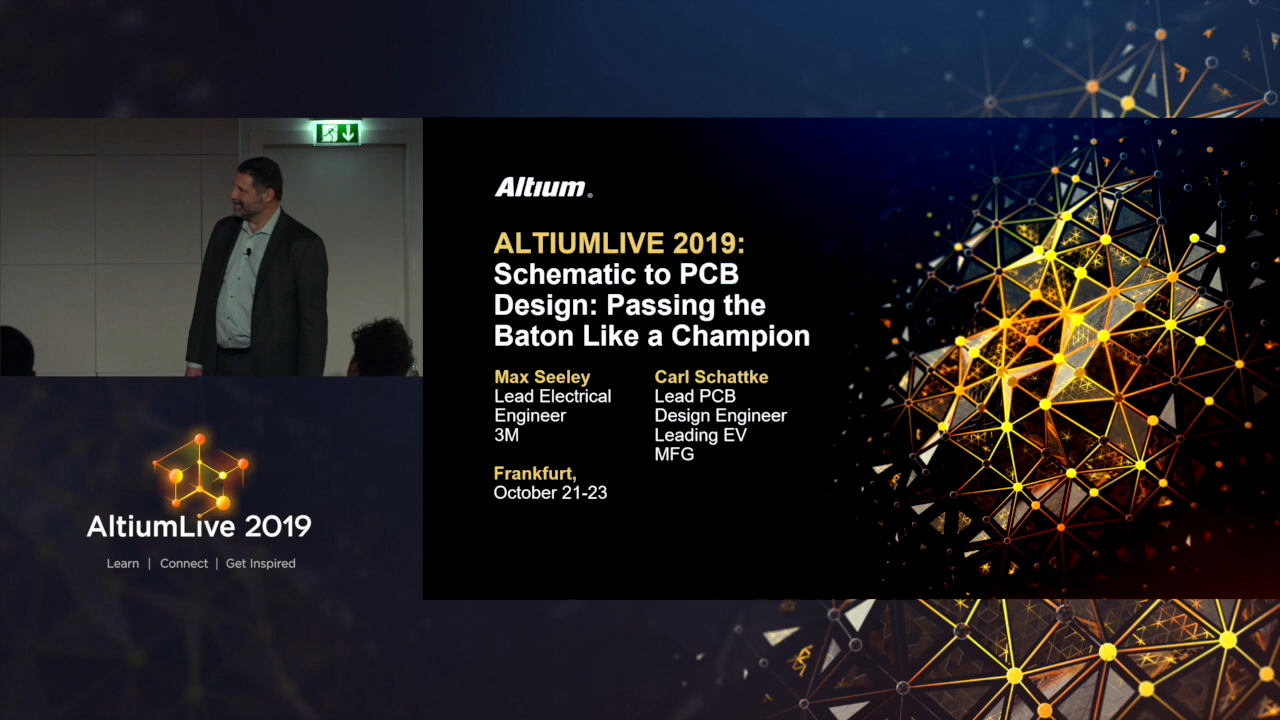 Altium®
ALTIUMLIVE 2019:
Schematic to PCB
Design: Passing the
Baton Like a Champion
Max Seeley
Lead Electrical
Engineer
3M
Carl Schattke
Lead PCB
Design Engineer
Leading EV
MFG
Frankfurt,
October 21-23
AltiumLive 2019
Learn | Connect | Get Inspired